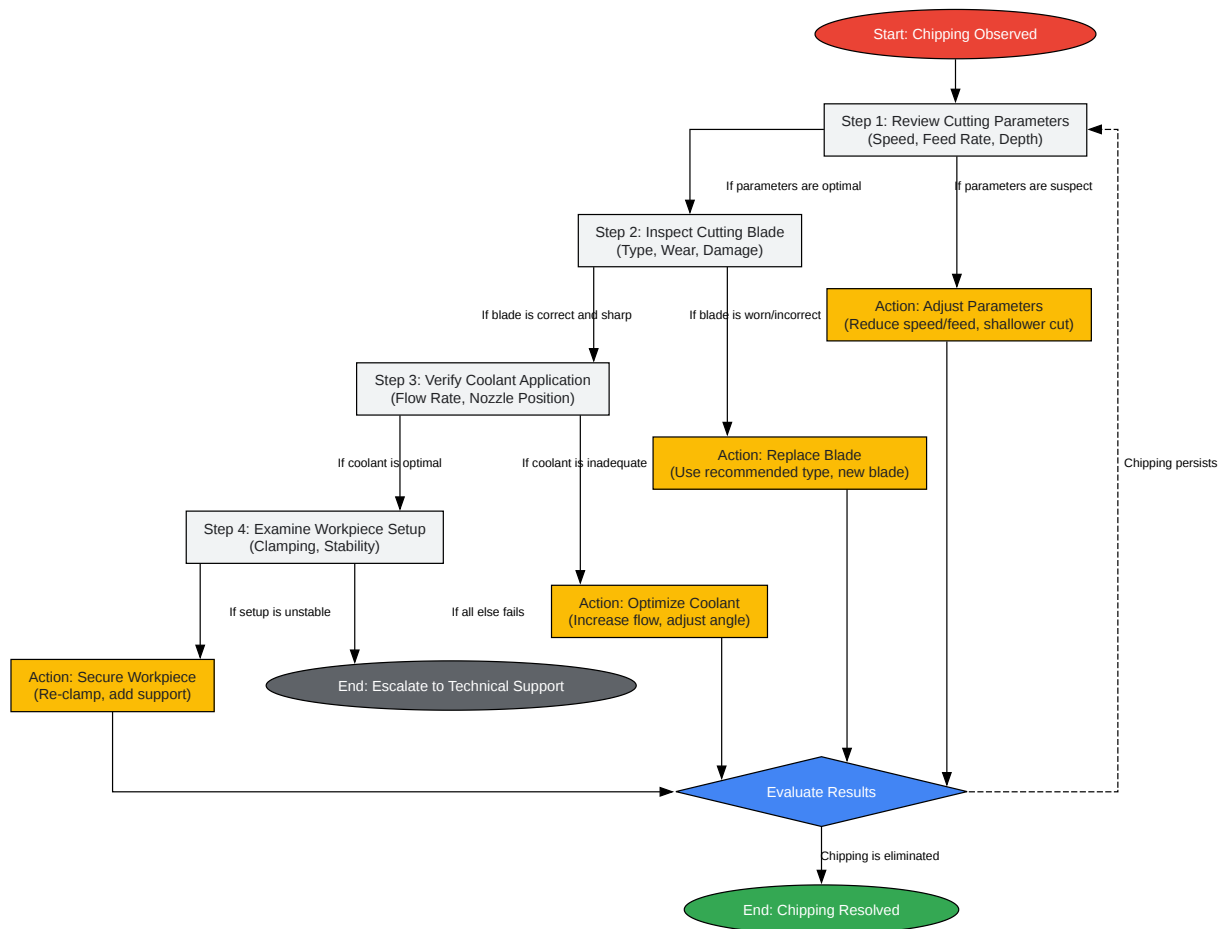 Start: Chipping Observed
Step 1: Review Cutting Parameters
(Speed, Feed Rate, Depth)
If parameters are optimal
If parameters are suspect
Step 2: Inspect Cutting Blade
(Type, Wear, Damage)
Action: Adjust Parameters
(Reduce speed/feed, shallower cut)
If blade is correct and sharp
If blade is worn/incorrect
Step 3: Verify Coolant Application
(Flow Rate, Nozzle Position)
Action: Replace Blade
(Use recommended type, new blade)
If coolant is optimal
If coolant is inadequate
Chipping persists
Step 4: Examine Workpiece Setup
(Clamping, Stability)
Action: Optimize Coolant
(Increase flow, adjust angle)
If setup is unstable
If all else fails
Action: Secure Workpiece
(Re-clamp, add support)
End: Escalate to Technical Support
Evaluate Results
Chipping is eliminated
End: Chipping Resolved